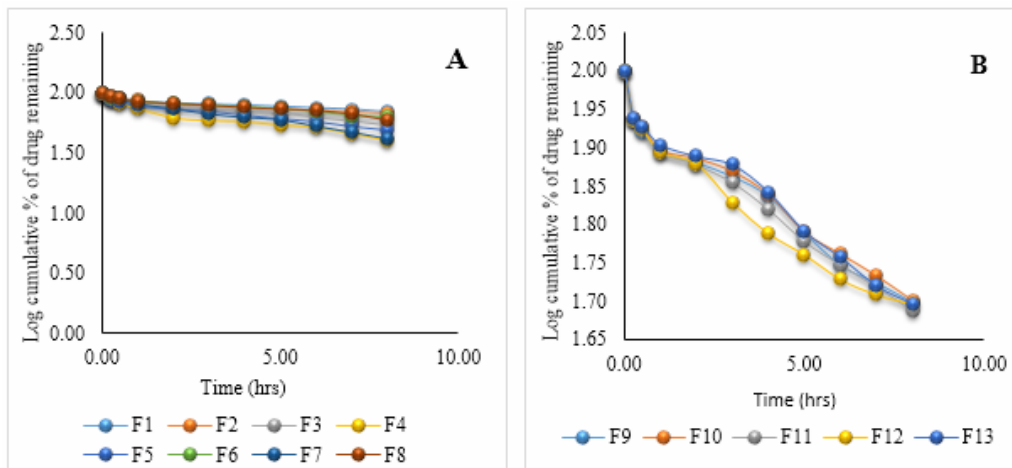 A
Log cumulative % of drug remaining
2.50
2.00
1.50
1.00
0.50
0.00
0.00 5.00 10.00
Time (hrs)
F1 F2 F3 F4
F5 F6 F7 F8
B
Log cumulative % of drug remaining
2.05
2.00
1.95
1.90
1.85
1.80
1.75
1.70
1.65
0.00 5.00 10.00
Time (hrs)
F9 F10 F11 F12 F13